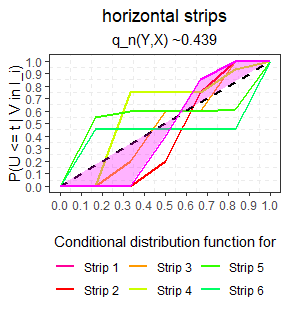 horizontal strips
q_n(Y,X) ~0.439
P(U <= t | V in I_i)
1.0
0.9
0.8
0.7
0.6
0.5
0.4
0.3
0.2
0.1
0.0
0.0 0.1 0.2 0.3 0.4 0.5 0.6 0.7 0.8 0.9 1.0
Conditional distribution function for
Strip 1 Strip 3 Strip 5
Strip 2 Strip 4 Strip 6